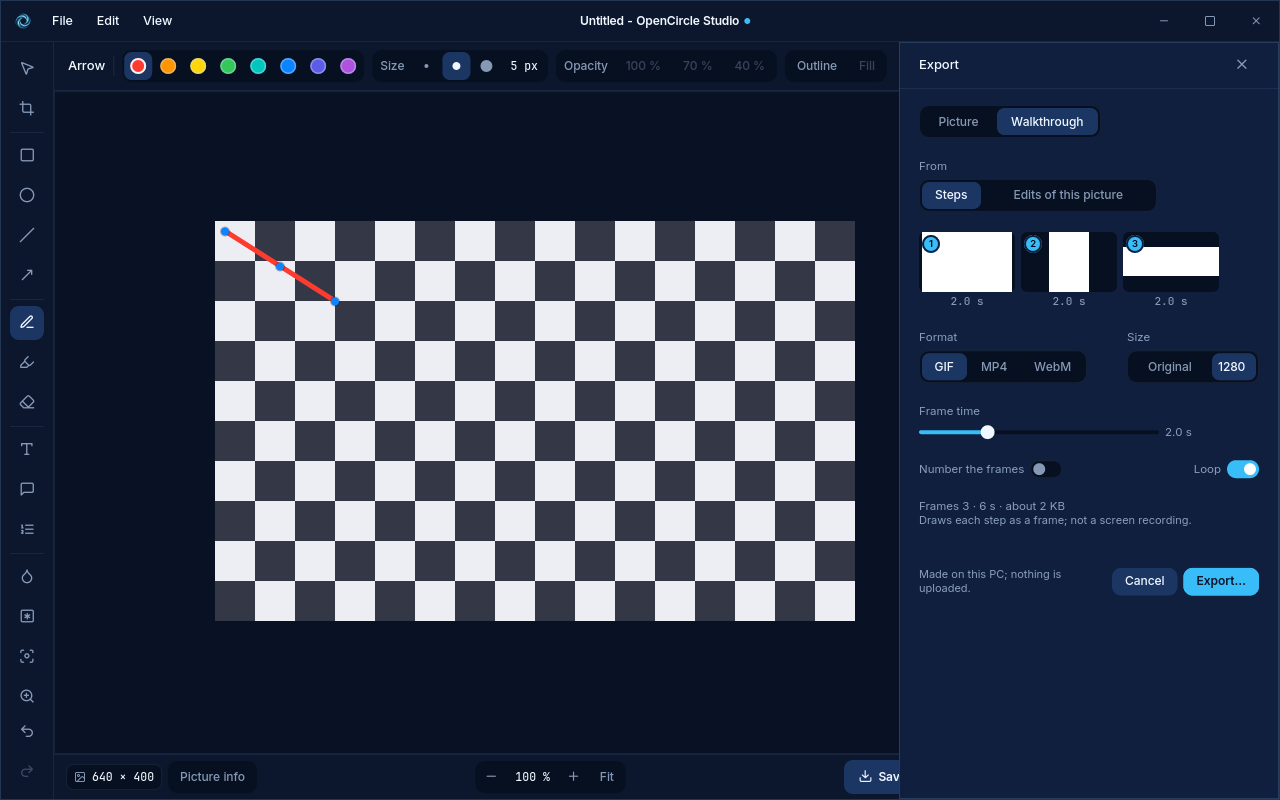 File Edit View
Untitled - OpenCircle Studio
Arrow
Size
5 px
Opacity 100 % 70 % 40 %
Outline Fill
Export
Picture Walkthrough
From
Steps Edits of this picture
1 2 3
2.0 s 2.0 s 2.0 s
Format Size
GIF MP4 WebM Original 1280
Frame time
2.0 s
Number the frames Loop
Frames 3 · 6 s · about 2 KB
Draws each step as a frame; not a screen recording.
Made on this PC; nothing is
uploaded.
Cancel Export...
640 × 400 Picture info
100 % Fit
Sav